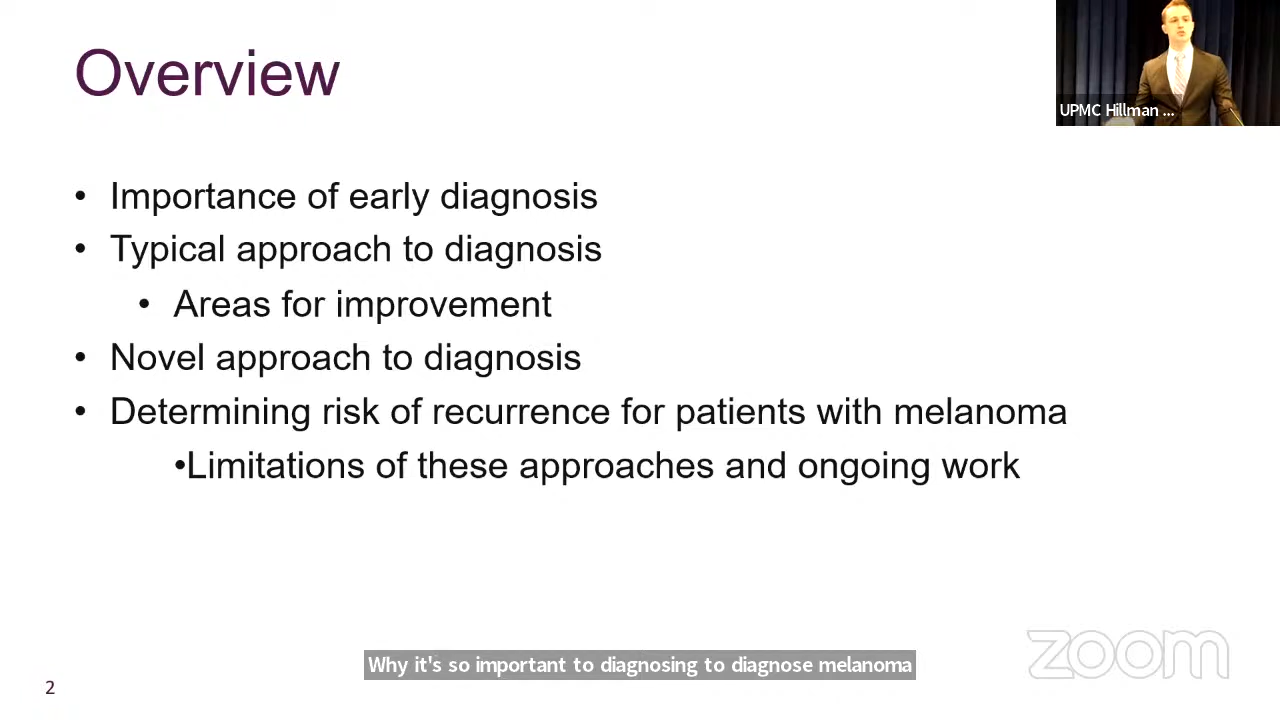 Overview
UPMC Hillman ...
• Importance of early diagnosis
• Typical approach to diagnosis
• Areas for improvement
• Novel approach to diagnosis
• Determining risk of recurrence for patients with melanoma
•Limitations of these approaches and ongoing work
zoom
Why it's so important to diagnosing to diagnose melanoma
2